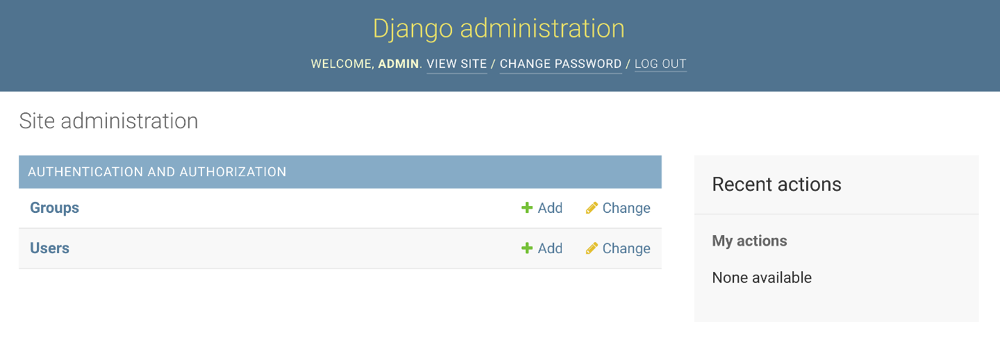 Django administration
WELCOME, ADMIN. VIEW SITE / CHANGE PASSWORD / LOG OUT
Site administration
AUTHENTICATION AND AUTHORIZATION
Groups Add Change
Users Add Change
Recent actions
My actions
None available